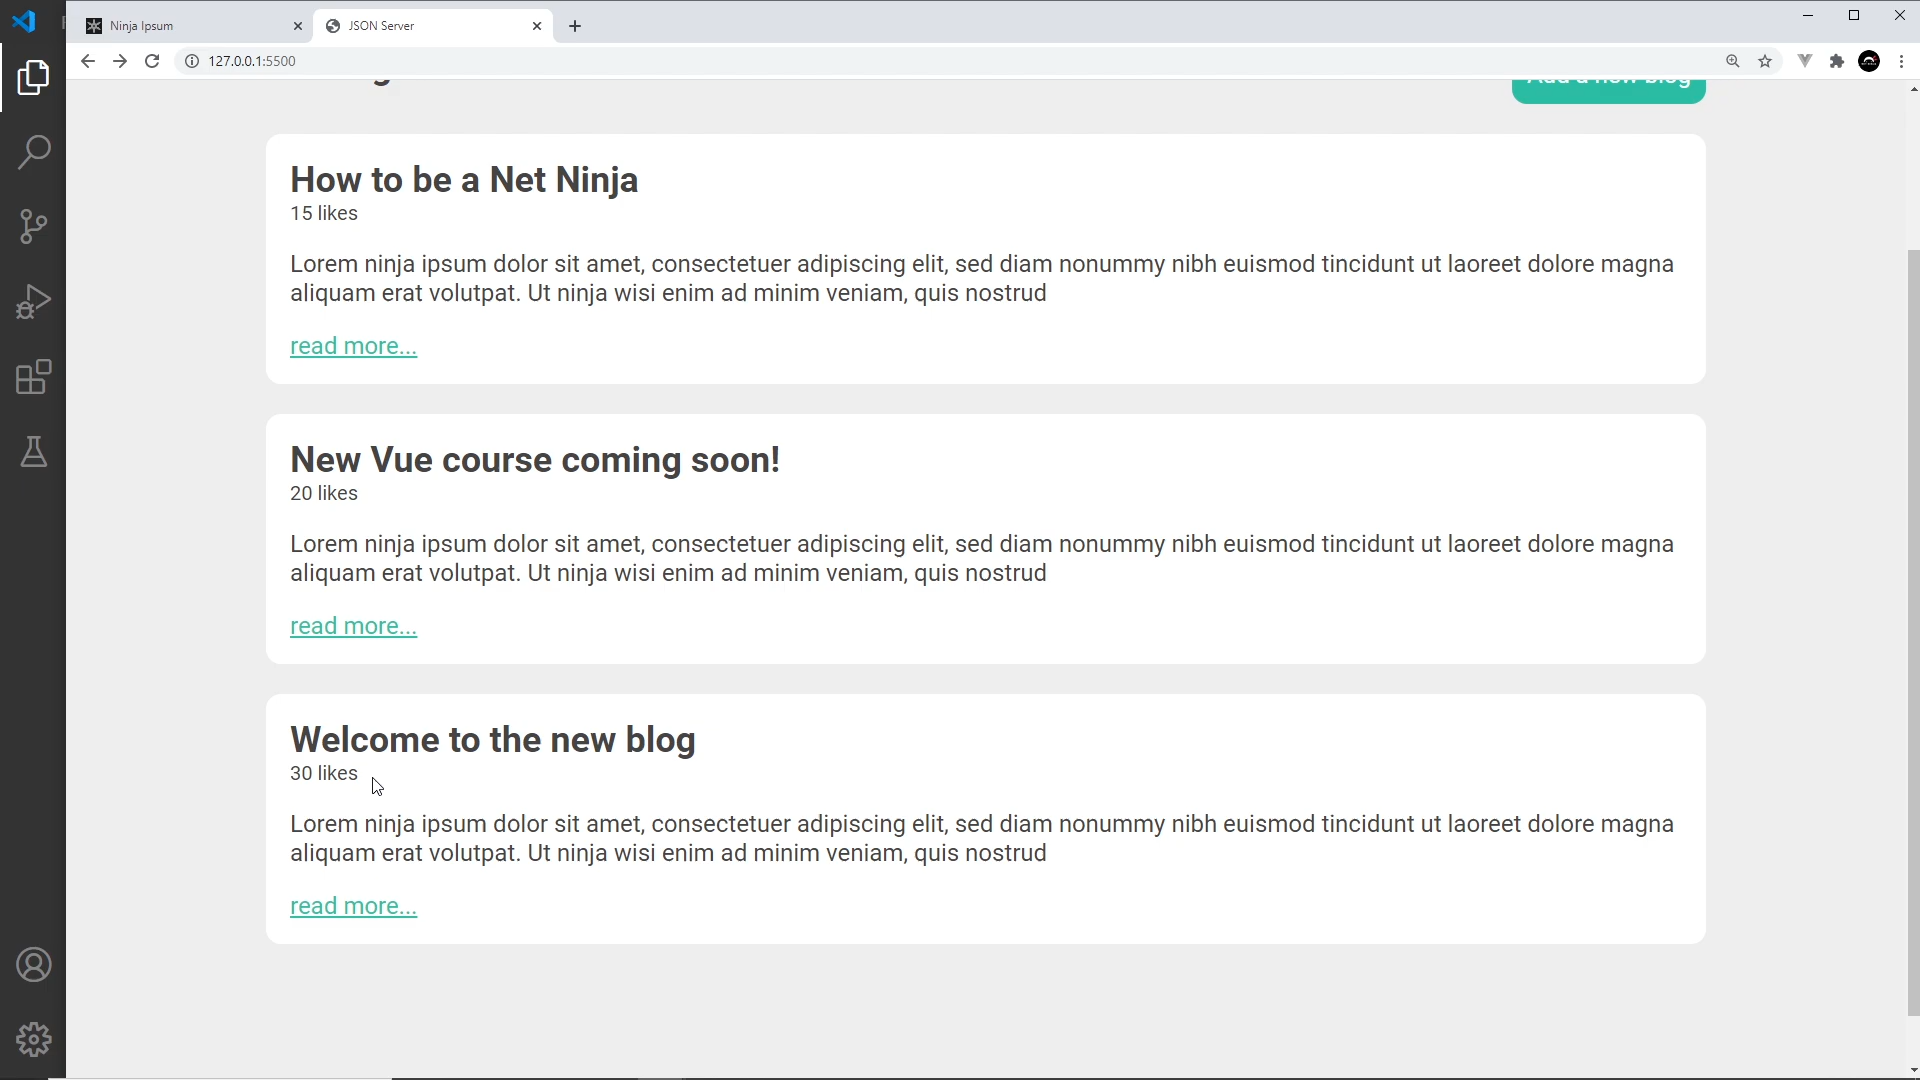 Ninja Ipsum
JSON Server
127.0.0.1:5500
Add a new blog
How to be a Net Ninja
15 likes
Lorem ninja ipsum dolor sit amet, consectetuer adipiscing elit, sed diam nonummy nibh euismod tincidunt ut laoreet dolore magna
aliquam erat volutpat. Ut ninja wisi enim ad minim veniam, quis nostrud
read more...
New Vue course coming soon!
20 likes
Lorem ninja ipsum dolor sit amet, consectetuer adipiscing elit, sed diam nonummy nibh euismod tincidunt ut laoreet dolore magna
aliquam erat volutpat. Ut ninja wisi enim ad minim veniam, quis nostrud
read more...
Welcome to the new blog
30 likes
Lorem ninja ipsum dolor sit amet, consectetuer adipiscing elit, sed diam nonummy nibh euismod tincidunt ut laoreet dolore magna
aliquam erat volutpat. Ut ninja wisi enim ad minim veniam, quis nostrud
read more...